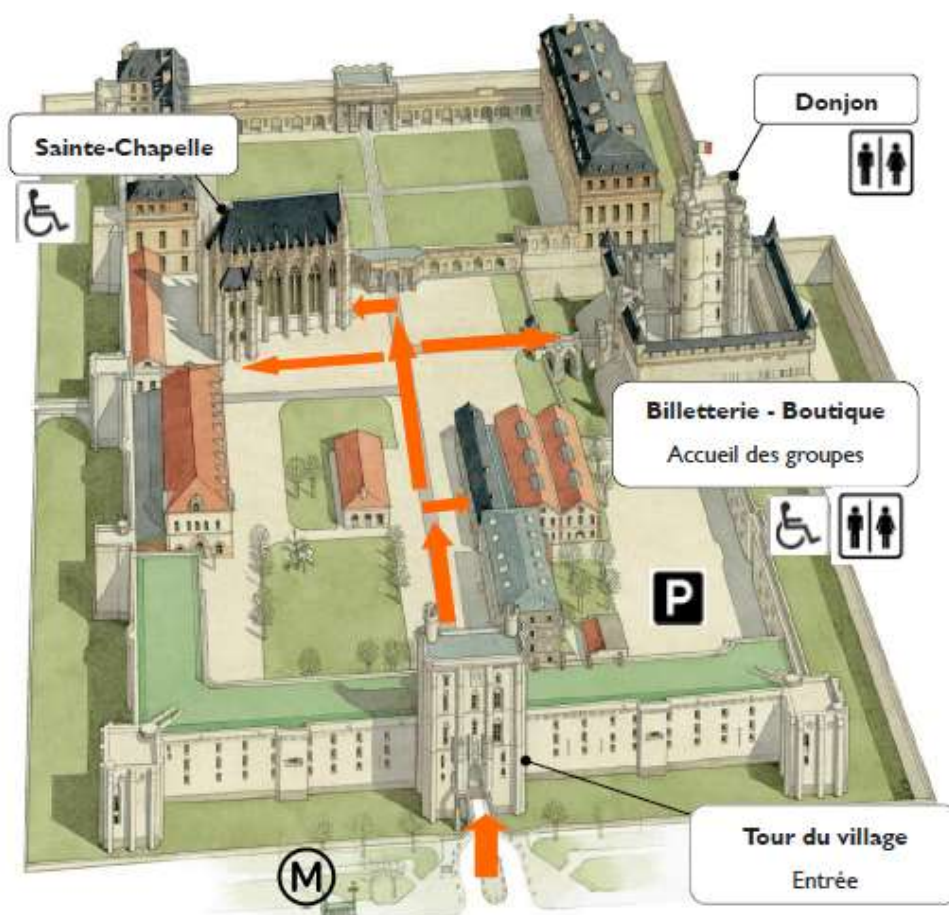 Donjon
Sainte-Chapelle
Billetterie - Boutique
Accueil des groupes
P
Tour du village
Entrée
M